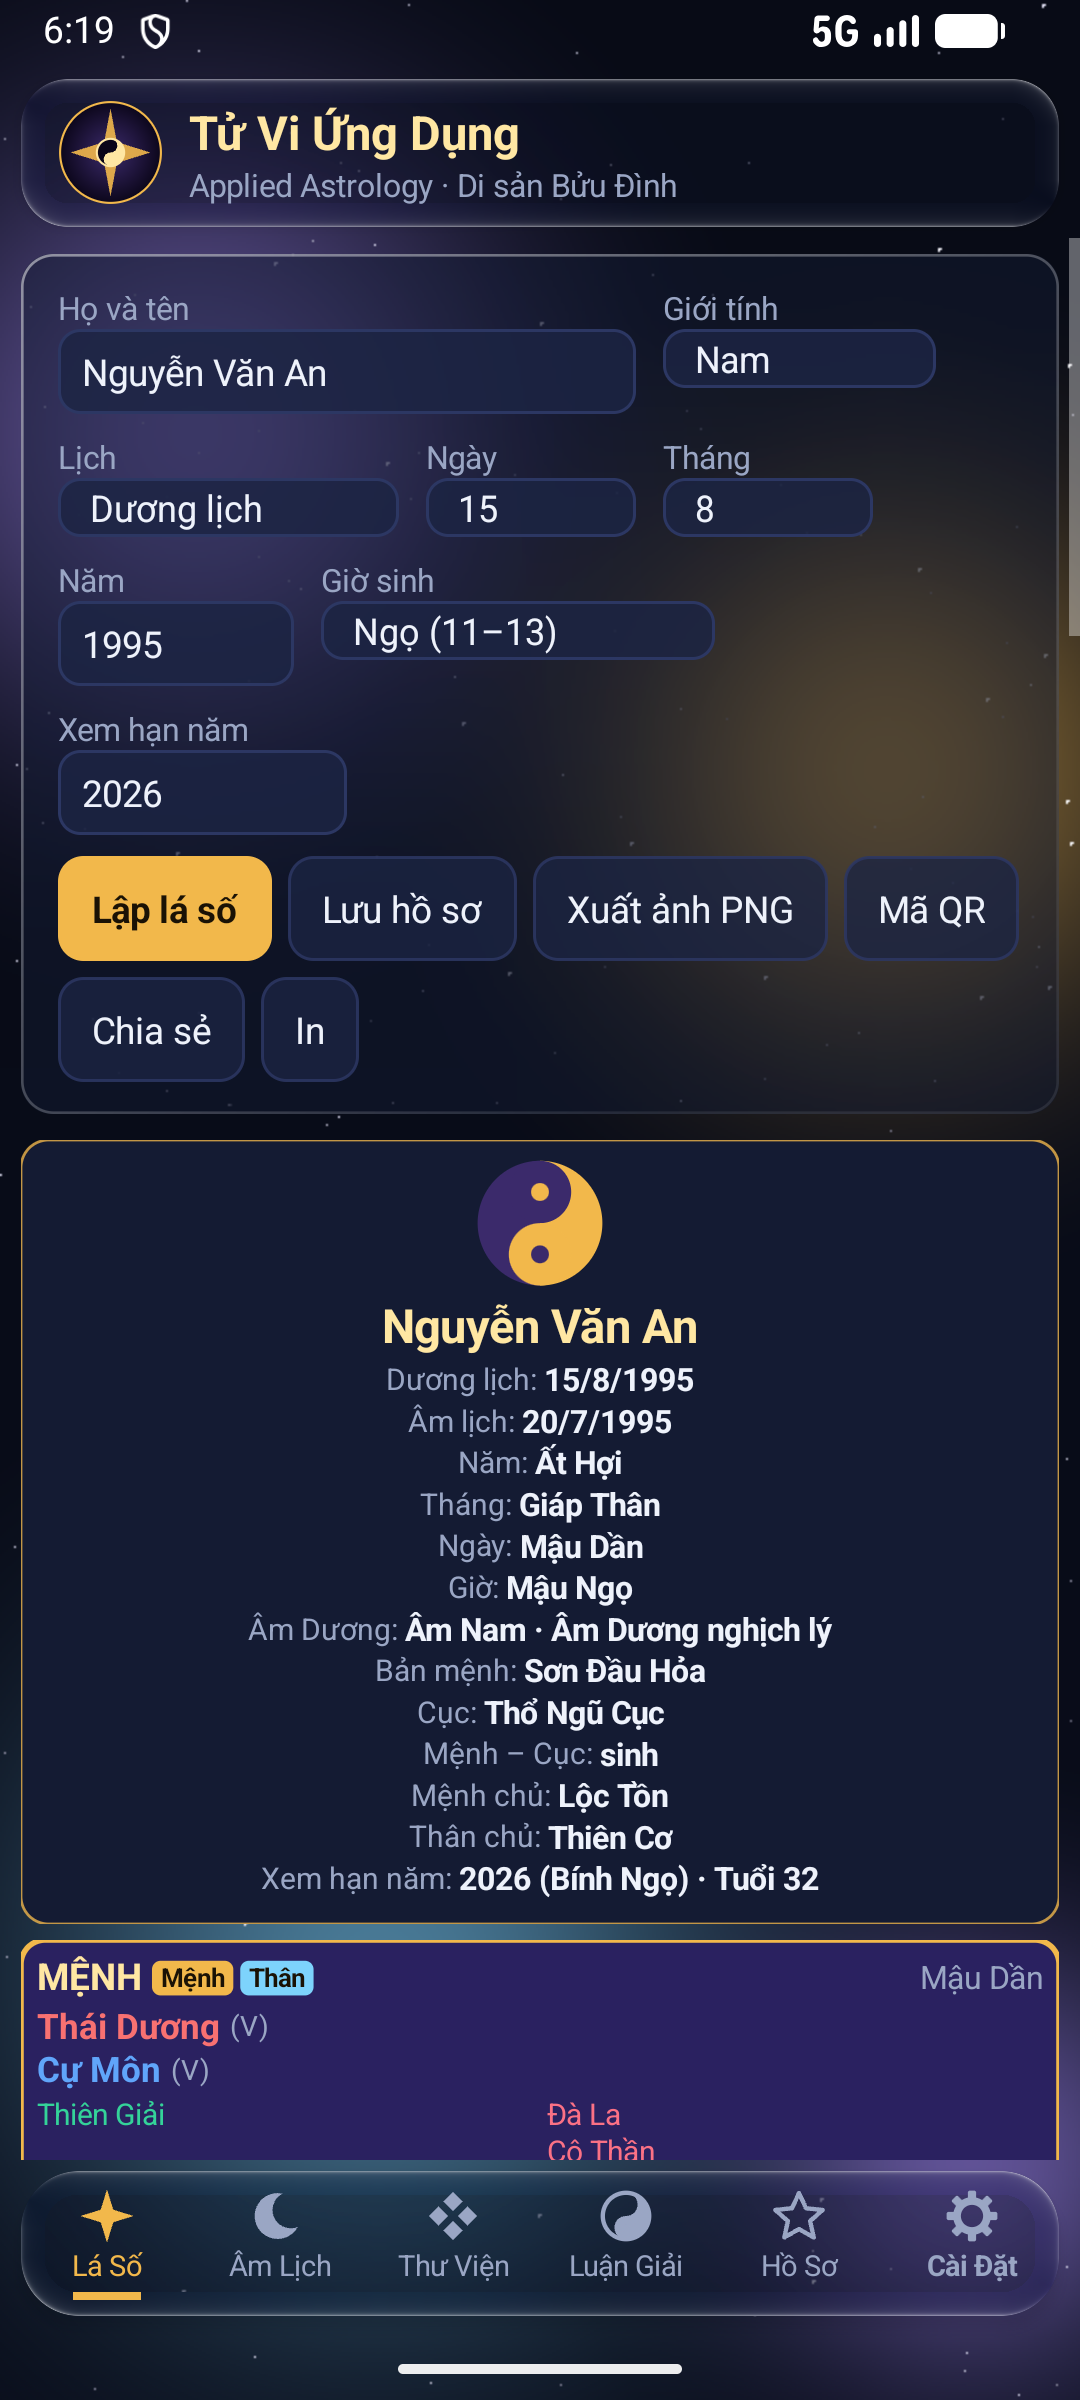 6:19
5G
Tử Vi Ứng Dụng
Applied Astrology · Di sản Bửu Đình
Họ và tên
Giới tính
Nguyễn Văn An
Nam
Lịch
Ngày
Tháng
Dương lịch
15
8
Năm
Giờ sinh
1995
Ngọ (11–13)
Xem hạn năm
2026
Lập lá số
Lưu hồ sơ
Xuất ảnh PNG
Mã QR
Chia sẻ
In
Nguyễn Văn An
Dương lịch: 15/8/1995
Âm lịch: 20/7/1995
Năm: Ất Hợi
Tháng: Giáp Thân
Ngày: Mậu Dần
Giờ: Mậu Ngọ
Âm Dương: Âm Nam · Âm Dương nghịch lý
Bản mệnh: Sơn Đầu Hỏa
Cục: Thổ Ngũ Cục
Mệnh – Cục: sinh
Mệnh chủ: Lộc Tồn
Thân chủ: Thiên Cơ
Xem hạn năm: 2026 (Bính Ngọ) · Tuổi 32
MỆNH Mệnh Thân
Mậu Dần
Thái Dương (V)
Cự Môn (V)
Thiên Giải
Đà La
Cô Thần
Lá Số
Âm Lịch
Thư Viện
Luận Giải
Hồ Sơ
Cài Đặt